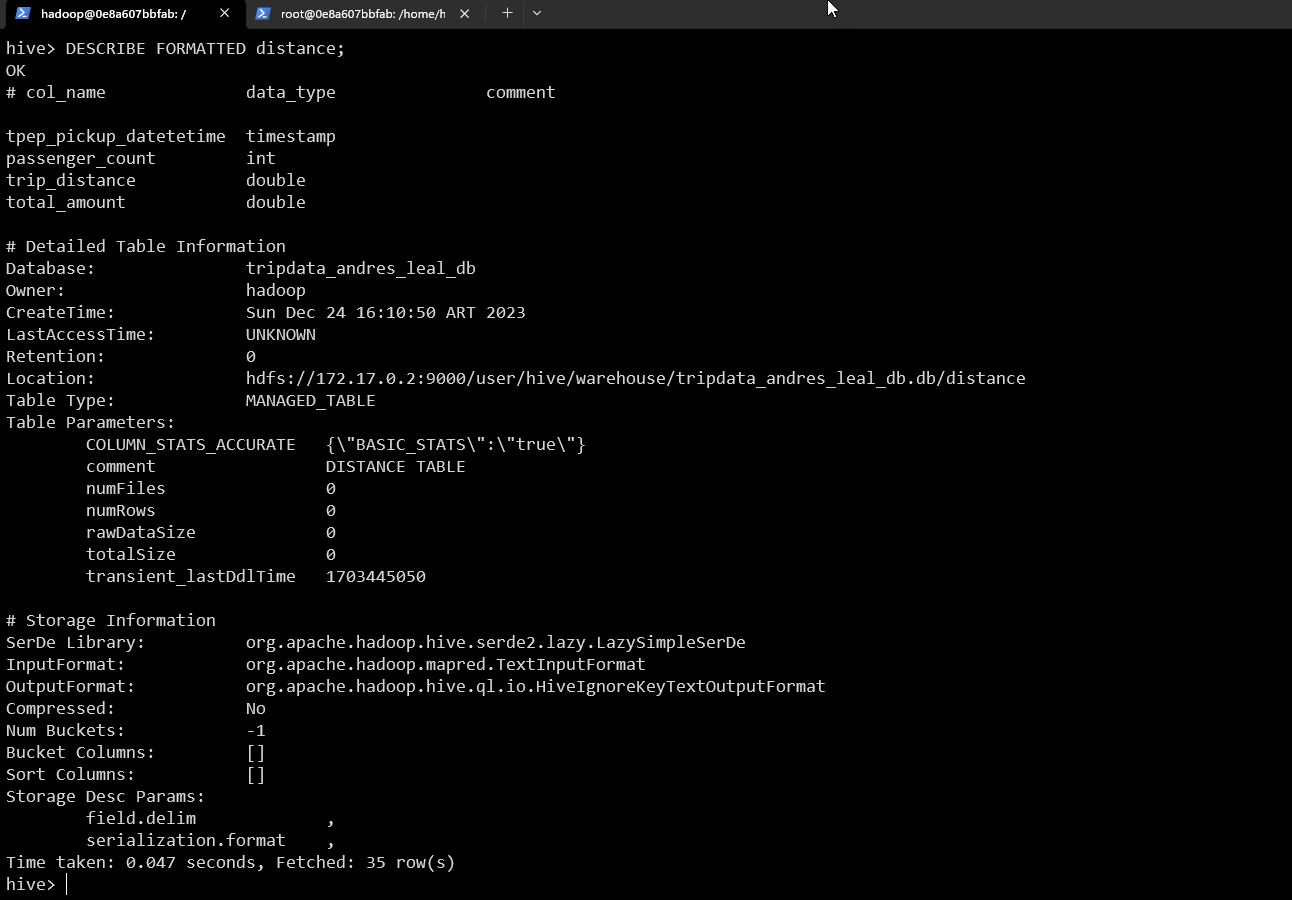 hadoop@0e8a607bbfab: /
root@0e8a607bbfab: /home/h
hive> DESCRIBE FORMATTED distance;
OK
# col_name data_type comment
tpep_pickup_datetetime timestamp
passenger_count int
trip_distance double
total_amount double
# Detailed Table Information
Database: tripdata_andres_leal_db
Owner: hadoop
CreateTime: Sun Dec 24 16:10:50 ART 2023
LastAccessTime: UNKNOWN
Retention: 0
Location: hdfs://172.17.0.2:9000/user/hive/warehouse/tripdata_andres_leal_db.db/distance
Table Type: MANAGED_TABLE
Table Parameters:
COLUMN_STATS_ACCURATE {\"BASIC_STATS\":\"true\"}
comment DISTANCE TABLE
numFiles 0
numRows 0
rawDataSize 0
totalSize 0
transient_lastDdlTime 1703445050
# Storage Information
SerDe Library: org.apache.hadoop.hive.serde2.lazy.LazySimpleSerDe
InputFormat: org.apache.hadoop.mapred.TextInputFormat
OutputFormat: org.apache.hadoop.hive.ql.io.HiveIgnoreKeyTextOutputFormat
Compressed: No
Num Buckets: -1
Bucket Columns: []
Sort Columns: []
Storage Desc Params:
field.delim ,
serialization.format ,
Time taken: 0.047 seconds, Fetched: 35 row(s)
hive>